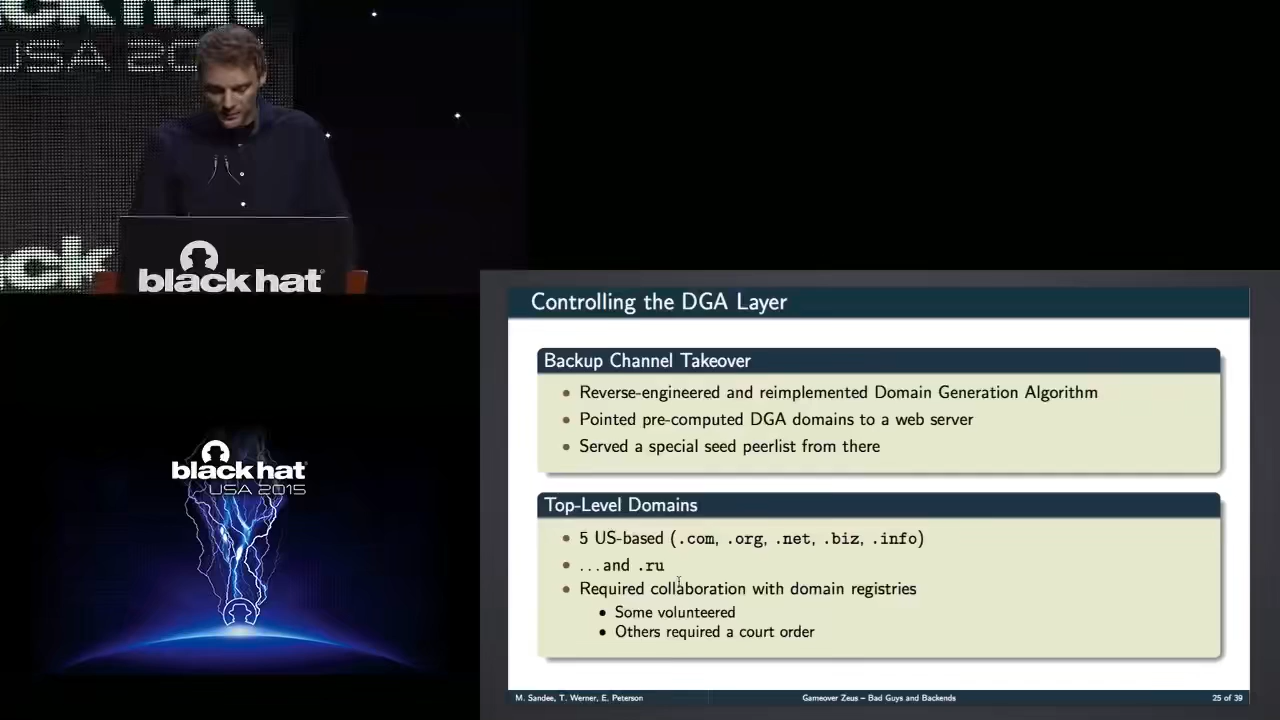 ck hat
USA 20
ck
black hat
black hat
USA 2015
Controlling the DGA Layer
Backup Channel Takeover
• Reverse-engineered and reimplemented Domain Generation Algorithm
• Pointed pre-computed DGA domains to a web server
• Served a special seed peerlist from there
Top-Level Domains
• 5 US-based (.com, .org, .net, .biz, .info)
• ...and .ru
• Required collaboration with domain registries
• Some volunteered
• Others required a court order
M. Sandee, T. Werner, E. Peterson
Gameover Zeus – Bad Guys and Backends
25 of 39